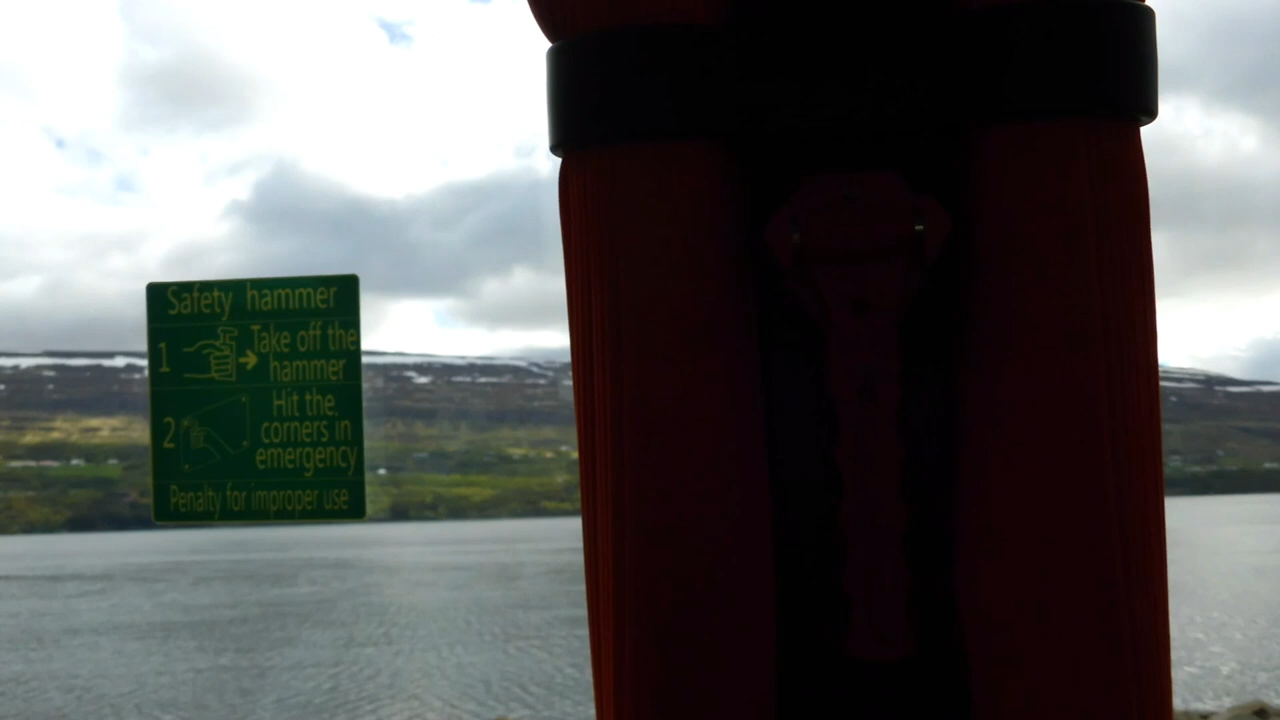 Safety hammer
1 Take off the
hammer
2 Hit the.
corners in
emergency
Penalty for improper use